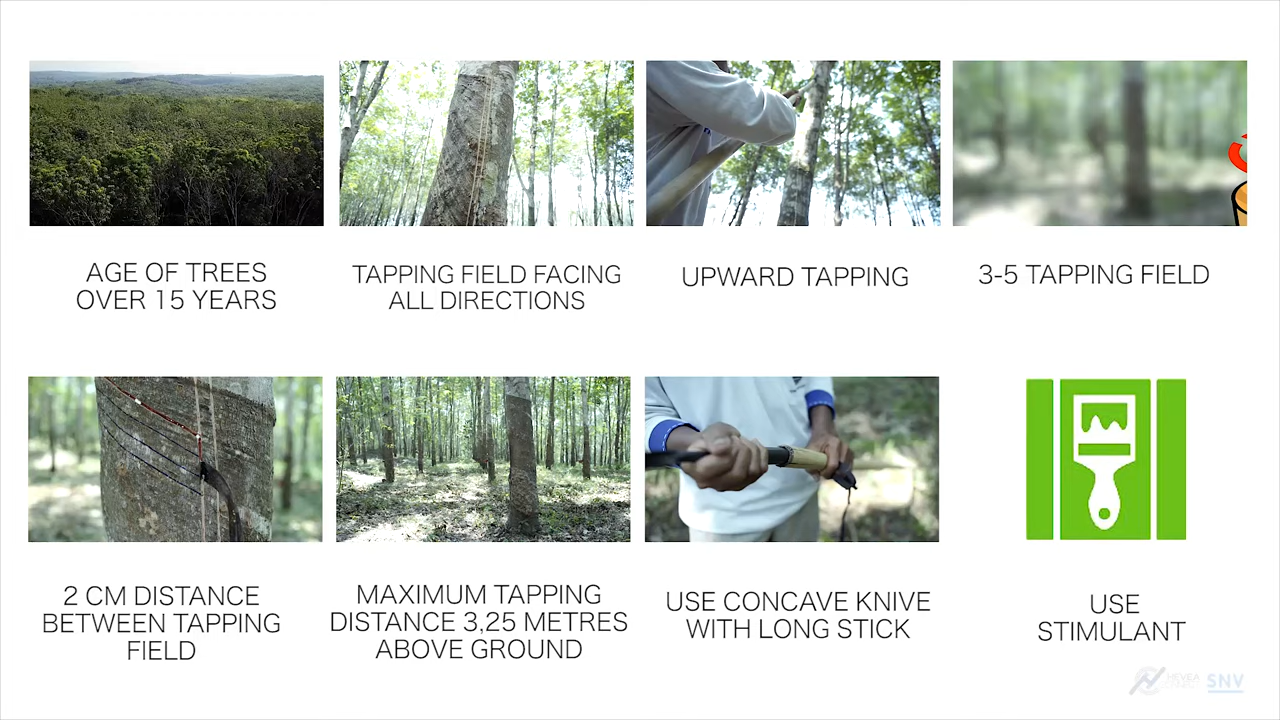 AGE OF TREES
OVER 15 YEARS
TAPPING FIELD FACING
ALL DIRECTIONS
UPWARD TAPPING
3-5 TAPPING FIELD
2 CM DISTANCE
BETWEEN TAPPING
FIELD
MAXIMUM TAPPING
DISTANCE 3,25 METRES
ABOVE GROUND
USE CONCAVE KNIVE
WITH LONG STICK
USE
STIMULANT
HEVEA
CONNECT
SNV